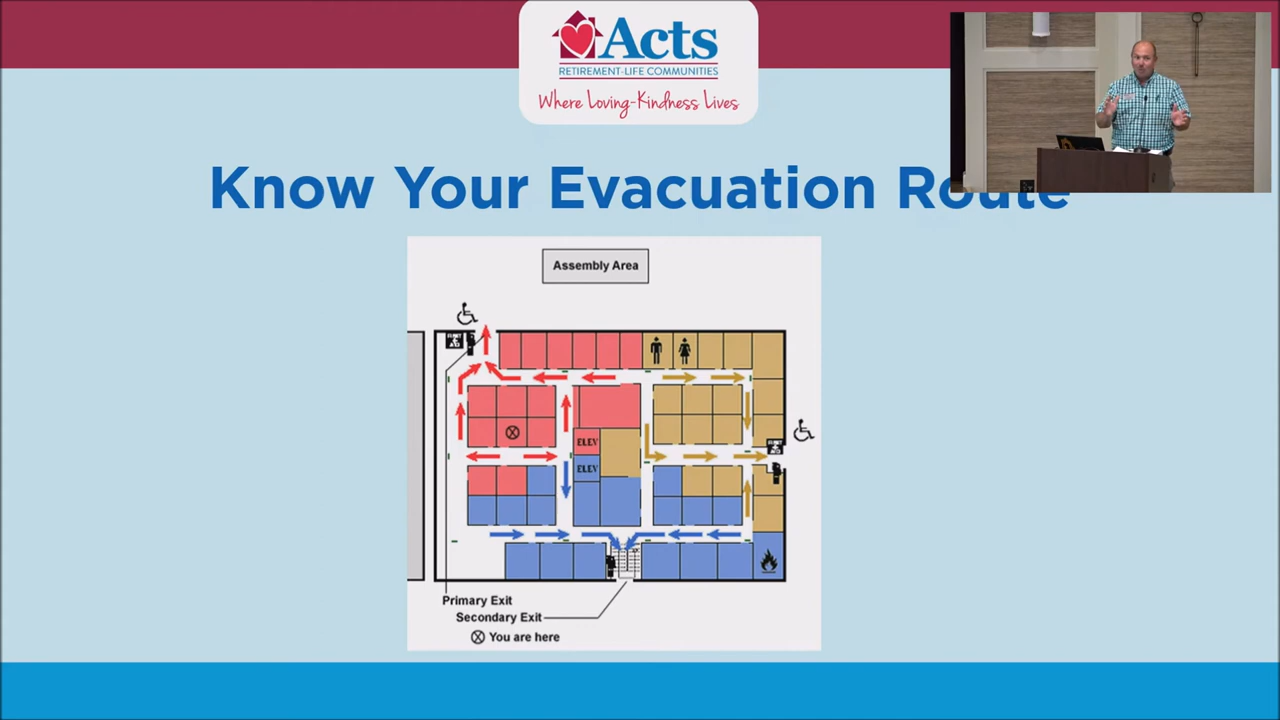 Acts
RETIREMENT-LIFE COMMUNITIES
Where Loving-Kindness Lives
Know Your Evacuation Route
Assembly Area
ELEV
ELEV
Primary Exit
Secondary Exit
You are here